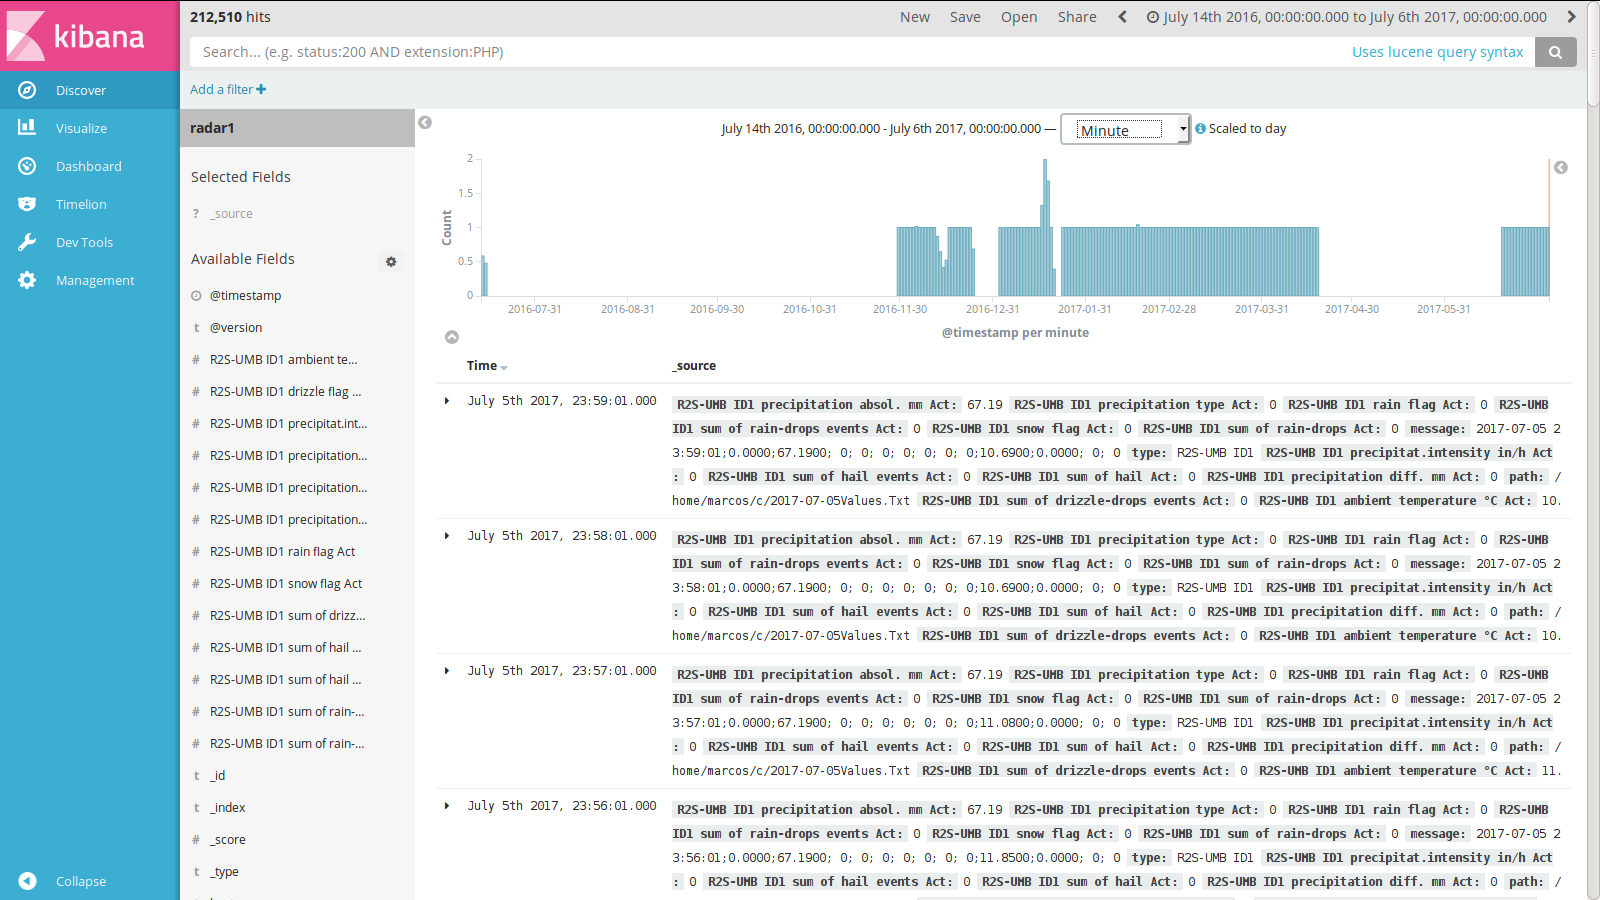 kibana
Discover
Visualize
Dashboard
Timelion
Dev Tools
Management
Collapse
212,510 hits
New Save Open Share July 14th 2016, 00:00:00.000 to July 6th 2017, 00:00:00.000
Search... (e.g. status:200 AND extension:PHP) Uses lucene query syntax
Add a filter
radar1
Selected Fields
? _source
Available Fields
@timestamp
t @version
# R2S-UMB ID1 ambient te...
# R2S-UMB ID1 drizzle flag ...
# R2S-UMB ID1 precipitat.int...
# R2S-UMB ID1 precipitation...
# R2S-UMB ID1 precipitation...
# R2S-UMB ID1 precipitation...
# R2S-UMB ID1 rain flag Act
# R2S-UMB ID1 snow flag Act
# R2S-UMB ID1 sum of drizz...
# R2S-UMB ID1 sum of hail ...
# R2S-UMB ID1 sum of hail ...
# R2S-UMB ID1 sum of rain-...
# R2S-UMB ID1 sum of rain-...
t _id
t _index
# _score
t _type
July 14th 2016, 00:00:00.000 - July 6th 2017, 00:00:00.000 — Minute Scaled to day
2
1.5
1
0.5
0
Count
2016-07-31 2016-08-31 2016-09-30 2016-10-31 2016-11-30 2016-12-31 2017-01-31 2017-02-28 2017-03-31 2017-04-30 2017-05-31
@timestamp per minute
Time _source
July 5th 2017, 23:59:01.000 R2S-UMB ID1 precipitation absol. mm Act: 67.19 R2S-UMB ID1 precipitation type Act: 0 R2S-UMB ID1 rain flag Act: 0 R2S-UMB
ID1 sum of rain-drops events Act: 0 R2S-UMB ID1 snow flag Act: 0 R2S-UMB ID1 sum of rain-drops Act: 0 message: 2017-07-05 2
3:59:01;0.0000;67.1900; 0; 0; 0; 0; 0; 0; 0;10.6900;0.0000; 0; 0 type: R2S-UMB ID1 R2S-UMB ID1 precipitat.intensity in/h Act
: 0 R2S-UMB ID1 sum of hail events Act: 0 R2S-UMB ID1 sum of hail Act: 0 R2S-UMB ID1 precipitation diff. mm Act: 0 path: /
home/marcos/c/2017-07-05Values.Txt R2S-UMB ID1 sum of drizzle-drops events Act: 0 R2S-UMB ID1 ambient temperature °C Act: 10.
July 5th 2017, 23:58:01.000 R2S-UMB ID1 precipitation absol. mm Act: 67.19 R2S-UMB ID1 precipitation type Act: 0 R2S-UMB ID1 rain flag Act: 0 R2S-UMB
ID1 sum of rain-drops events Act: 0 R2S-UMB ID1 snow flag Act: 0 R2S-UMB ID1 sum of rain-drops Act: 0 message: 2017-07-05 2
3:58:01;0.0000;67.1900; 0; 0; 0; 0; 0; 0; 0;10.6900;0.0000; 0; 0 type: R2S-UMB ID1 R2S-UMB ID1 precipitat.intensity in/h Act
: 0 R2S-UMB ID1 sum of hail events Act: 0 R2S-UMB ID1 sum of hail Act: 0 R2S-UMB ID1 precipitation diff. mm Act: 0 path: /
home/marcos/c/2017-07-05Values.Txt R2S-UMB ID1 sum of drizzle-drops events Act: 0 R2S-UMB ID1 ambient temperature °C Act: 10.
July 5th 2017, 23:57:01.000 R2S-UMB ID1 precipitation absol. mm Act: 67.19 R2S-UMB ID1 precipitation type Act: 0 R2S-UMB ID1 rain flag Act: 0 R2S-UMB
ID1 sum of rain-drops events Act: 0 R2S-UMB ID1 snow flag Act: 0 R2S-UMB ID1 sum of rain-drops Act: 0 message: 2017-07-05 2
3:57:01;0.0000;67.1900; 0; 0; 0; 0; 0; 0; 0;11.0800;0.0000; 0; 0 type: R2S-UMB ID1 R2S-UMB ID1 precipitat.intensity in/h Act
: 0 R2S-UMB ID1 sum of hail events Act: 0 R2S-UMB ID1 sum of hail Act: 0 R2S-UMB ID1 precipitation diff. mm Act: 0 path: /
home/marcos/c/2017-07-05Values.Txt R2S-UMB ID1 sum of drizzle-drops events Act: 0 R2S-UMB ID1 ambient temperature °C Act: 11.
July 5th 2017, 23:56:01.000 R2S-UMB ID1 precipitation absol. mm Act: 67.19 R2S-UMB ID1 precipitation type Act: 0 R2S-UMB ID1 rain flag Act: 0 R2S-UMB
ID1 sum of rain-drops events Act: 0 R2S-UMB ID1 snow flag Act: 0 R2S-UMB ID1 sum of rain-drops Act: 0 message: 2017-07-05 2
3:56:01;0.0000;67.1900; 0; 0; 0; 0; 0; 0; 0;11.8500;0.0000; 0; 0 type: R2S-UMB ID1 R2S-UMB ID1 precipitat.intensity in/h Act
: 0 R2S-UMB ID1 sum of hail events Act: 0 R2S-UMB ID1 sum of hail Act: 0 R2S-UMB ID1 precipitation diff. mm Act: 0 path: /